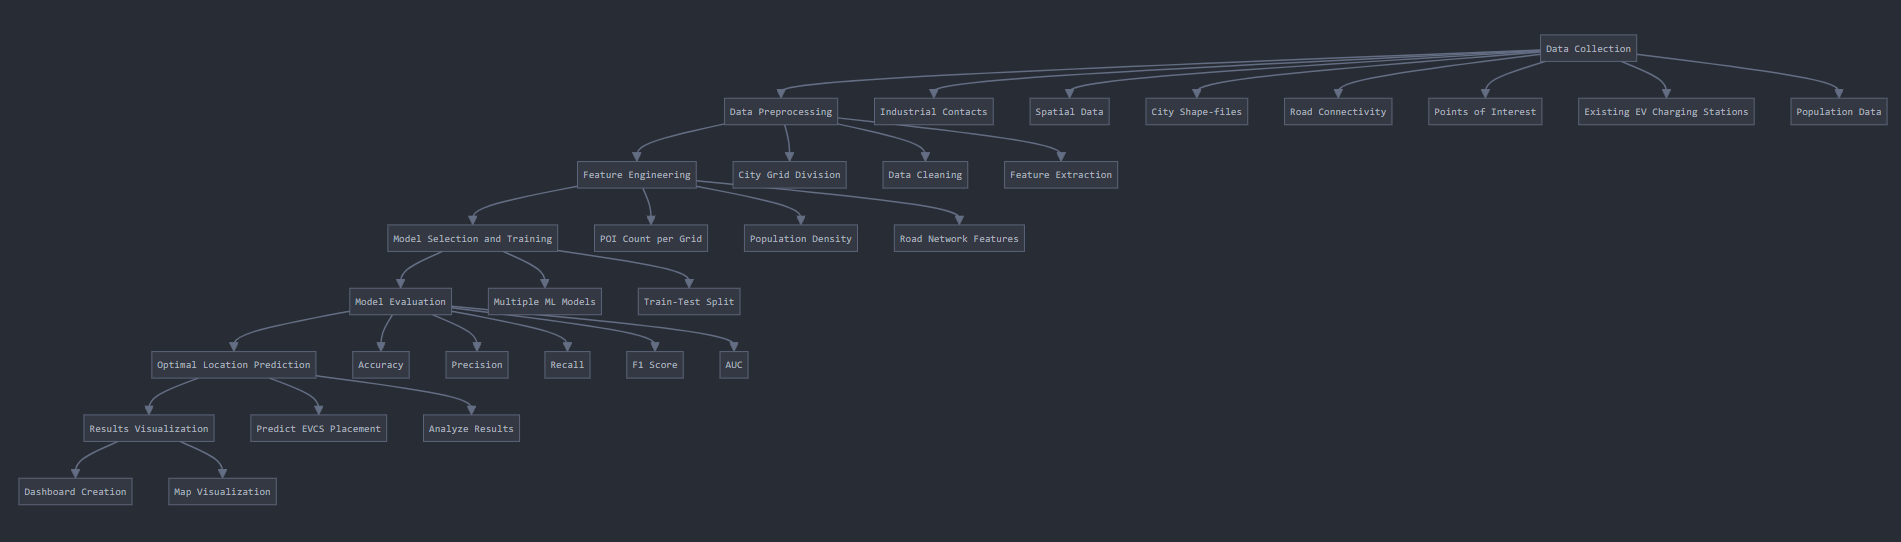 Data Collection
Data Preprocessing
Industrial Contacts
Spatial Data
City Shape-files
Road Connectivity
Points of Interest
Existing EV Charging Stations
Population Data
Feature Engineering
City Grid Division
Data Cleaning
Feature Extraction
Model Selection and Training
POI Count per Grid
Population Density
Road Network Features
Model Evaluation
Multiple ML Models
Train-Test Split
Optimal Location Prediction
Accuracy
Precision
Recall
F1 Score
AUC
Results Visualization
Predict EVCS Placement
Analyze Results
Dashboard Creation
Map Visualization